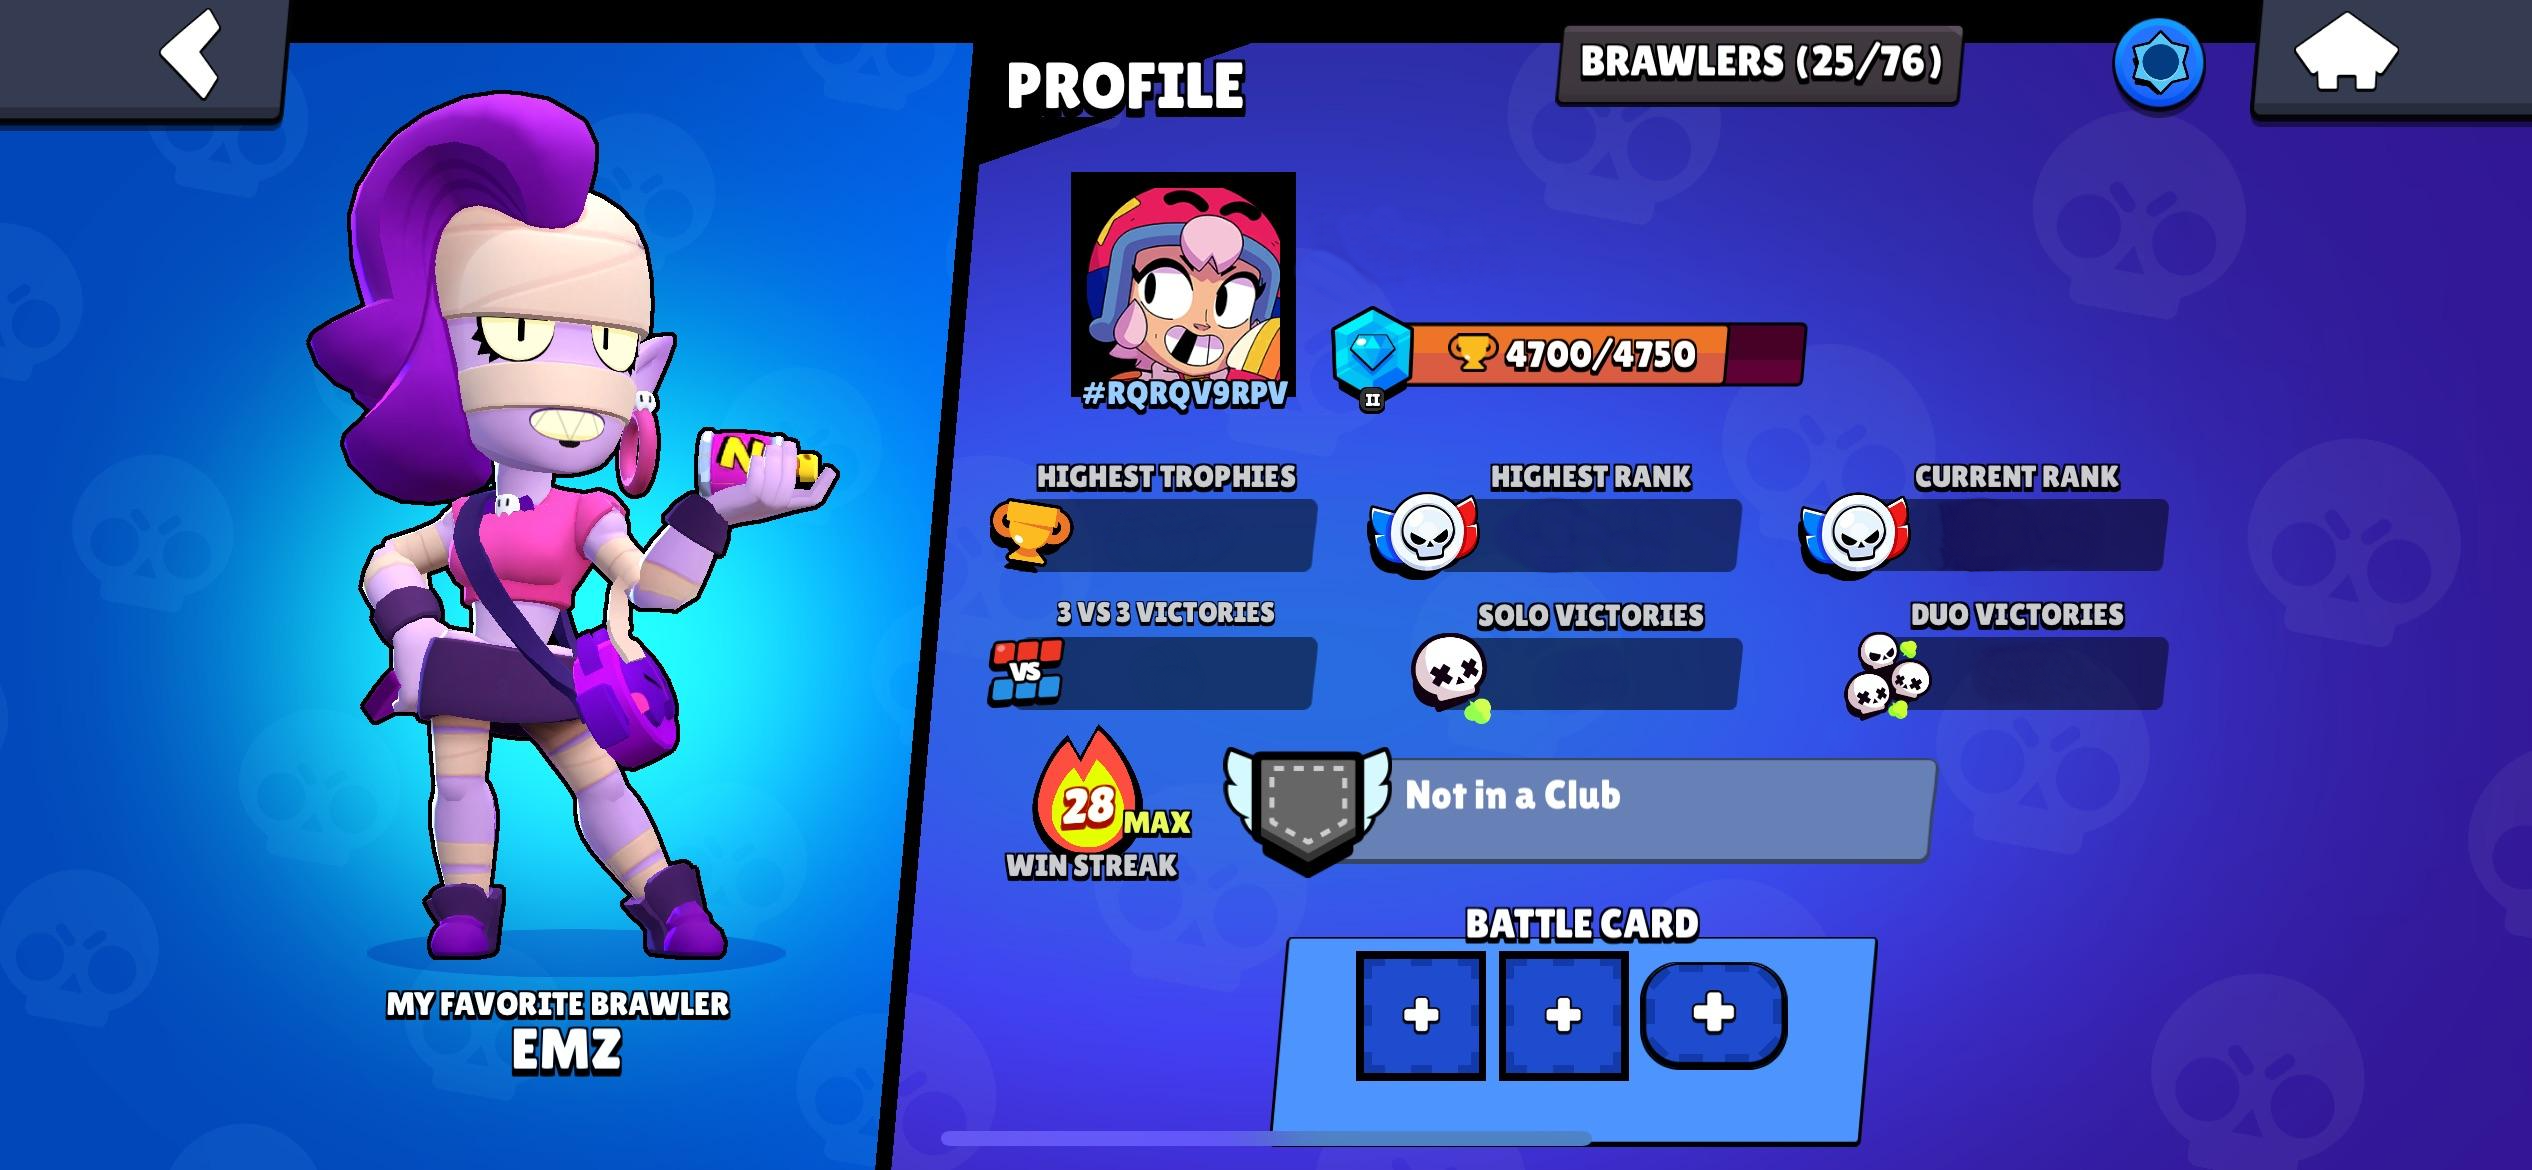 PROFILE
BRAWLERS (25/76)
#RQRQV9RPV
4700/4750
II
HIGHEST TROPHIES
HIGHEST RANK
CURRENT RANK
3 VS 3 VICTORIES
SOLO VICTORIES
DUO VICTORIES
VS
28
MAX
WIN STREAK
Not in a Club
BATTLE CARD
N
MY FAVORITE BRAWLER
EMZ